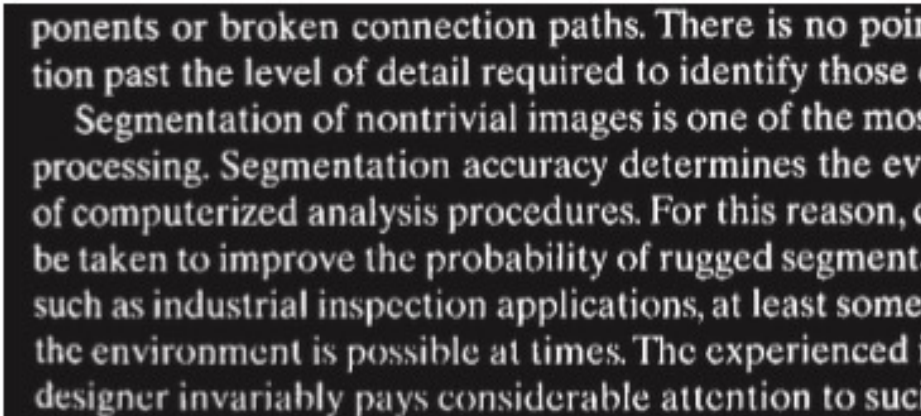 ponents or broken connection paths. There is no poi
tion past the level of detail required to identify those
Segmentation of nontrivial images is one of the mos
processing. Segmentation accuracy determines the ev
of computerized analysis procedures. For this reason,
be taken to improve the probability of rugged segment
such as industrial inspection applications, at least some
the environment is possible at times. The experienced
designer invariably pays considerable attention to suc